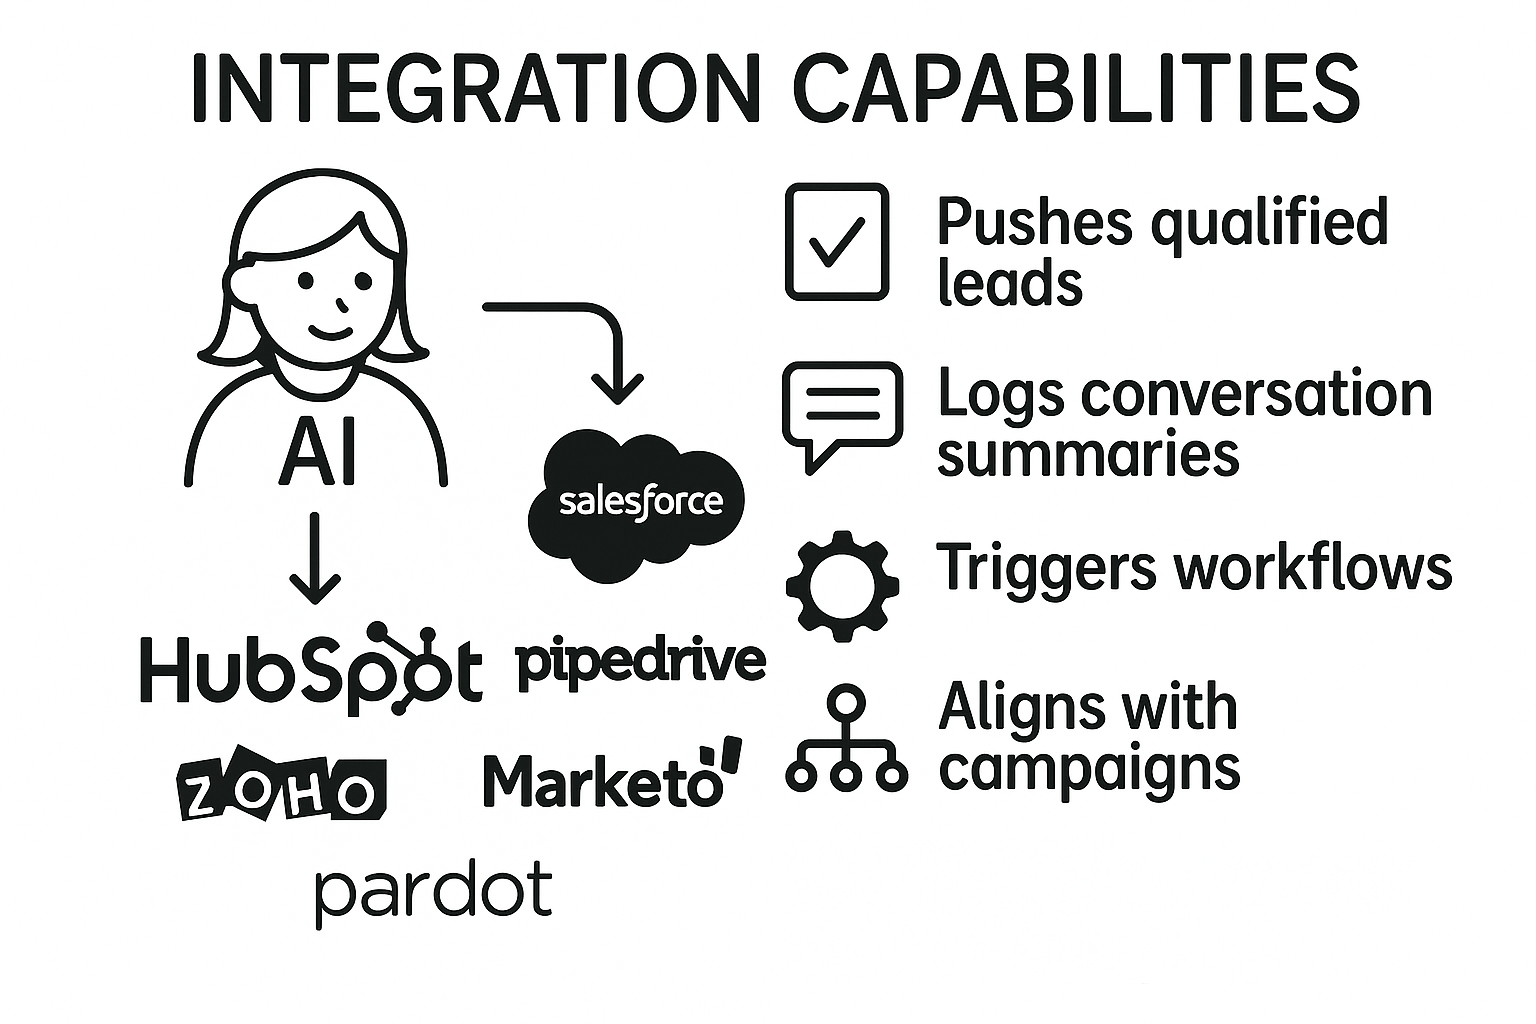 INTEGRATION CAPABILITIES
AI
salesforce
HubSpot
pipedrive
ZOHO
Marketo
pardot
Pushes qualified
leads
Logs conversation
summaries
Triggers workflows
Aligns with
campaigns